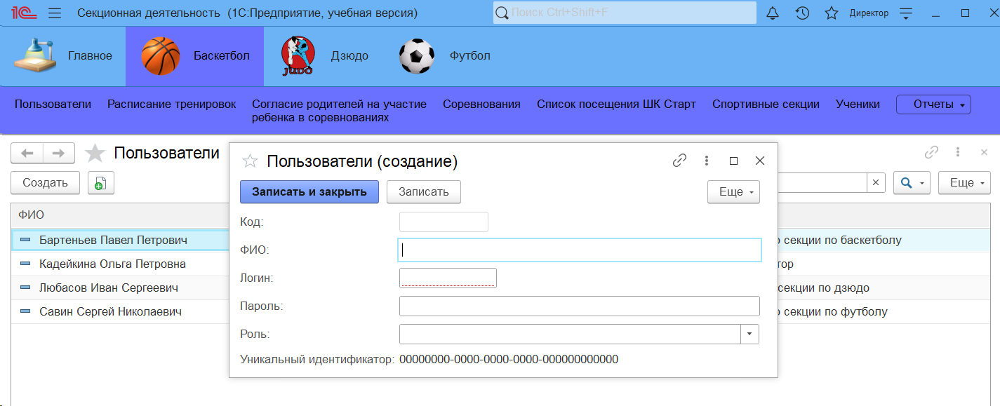 1С Секционная деятельность (1С:Предприятие, учебная версия) Поиск Ctrl+Shift+F Директор
Главное Баскетбол JUDO Дзюдо Футбол
Пользователи Расписание тренировок Согласие родителей на участие Соревнования Список посещения ШК Старт Спортивные секции Ученики Отчеты
ребенка в соревнованиях
Пользователи
Создать Еще
ФИО
Бартеньев Павел Петрович секции по баскетболу
Кадейкина Ольга Петровна тор
Любасов Иван Сергеевич секции по дзюдо
Савин Сергей Николаевич секции по футболу
Пользователи (создание)
Записать и закрыть Записать Еще
Код:
ФИО:
Логин:
Пароль:
Роль:
Уникальный идентификатор: 00000000-0000-0000-0000-000000000000